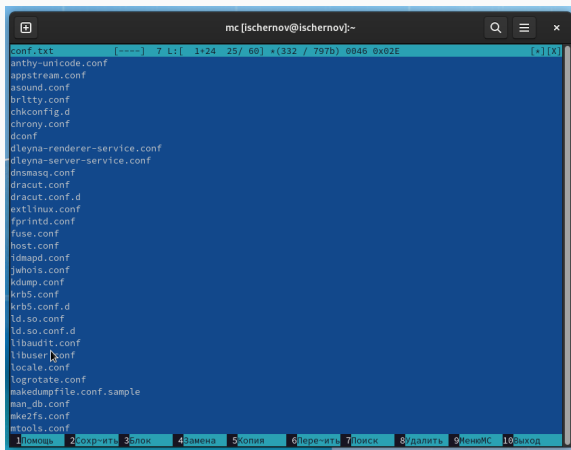 mc [ischernov@ischernov]:~
conf.txt [----] 7 L:[ 1+24 25/ 60] *(332 / 797b) 0046 0x02E [*][X]
anthy-unicode.conf
appstream.conf
asound.conf
brltty.conf
chkconfig.d
chrony.conf
dconf
dleyna-renderer-service.conf
dleyna-server-service.conf
dnsmasq.conf
dracut.conf
dracut.conf.d
extlinux.conf
fprintd.conf
fuse.conf
host.conf
idmapd.conf
jwhois.conf
kdump.conf
krb5.conf
krb5.conf.d
ld.so.conf
ld.so.conf.d
libaudit.conf
libuser.conf
locale.conf
logrotate.conf
makedumpfile.conf.sample
man_db.conf
mke2fs.conf
mtools.conf
1Помощь 2Сохр~ить 3Блок 4Замена 5Копия 6Пере~ить 7Поиск 8Удалить 9МенюMC 10Выход